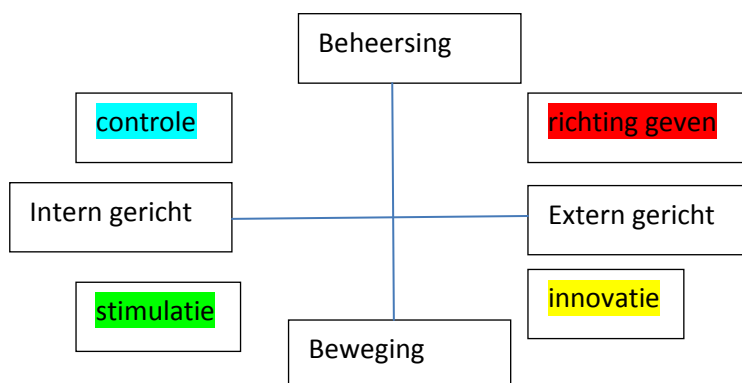 Beheersing
controle
richting geven
Intern gericht
Extern gericht
stimulatie
innovatie
Beweging